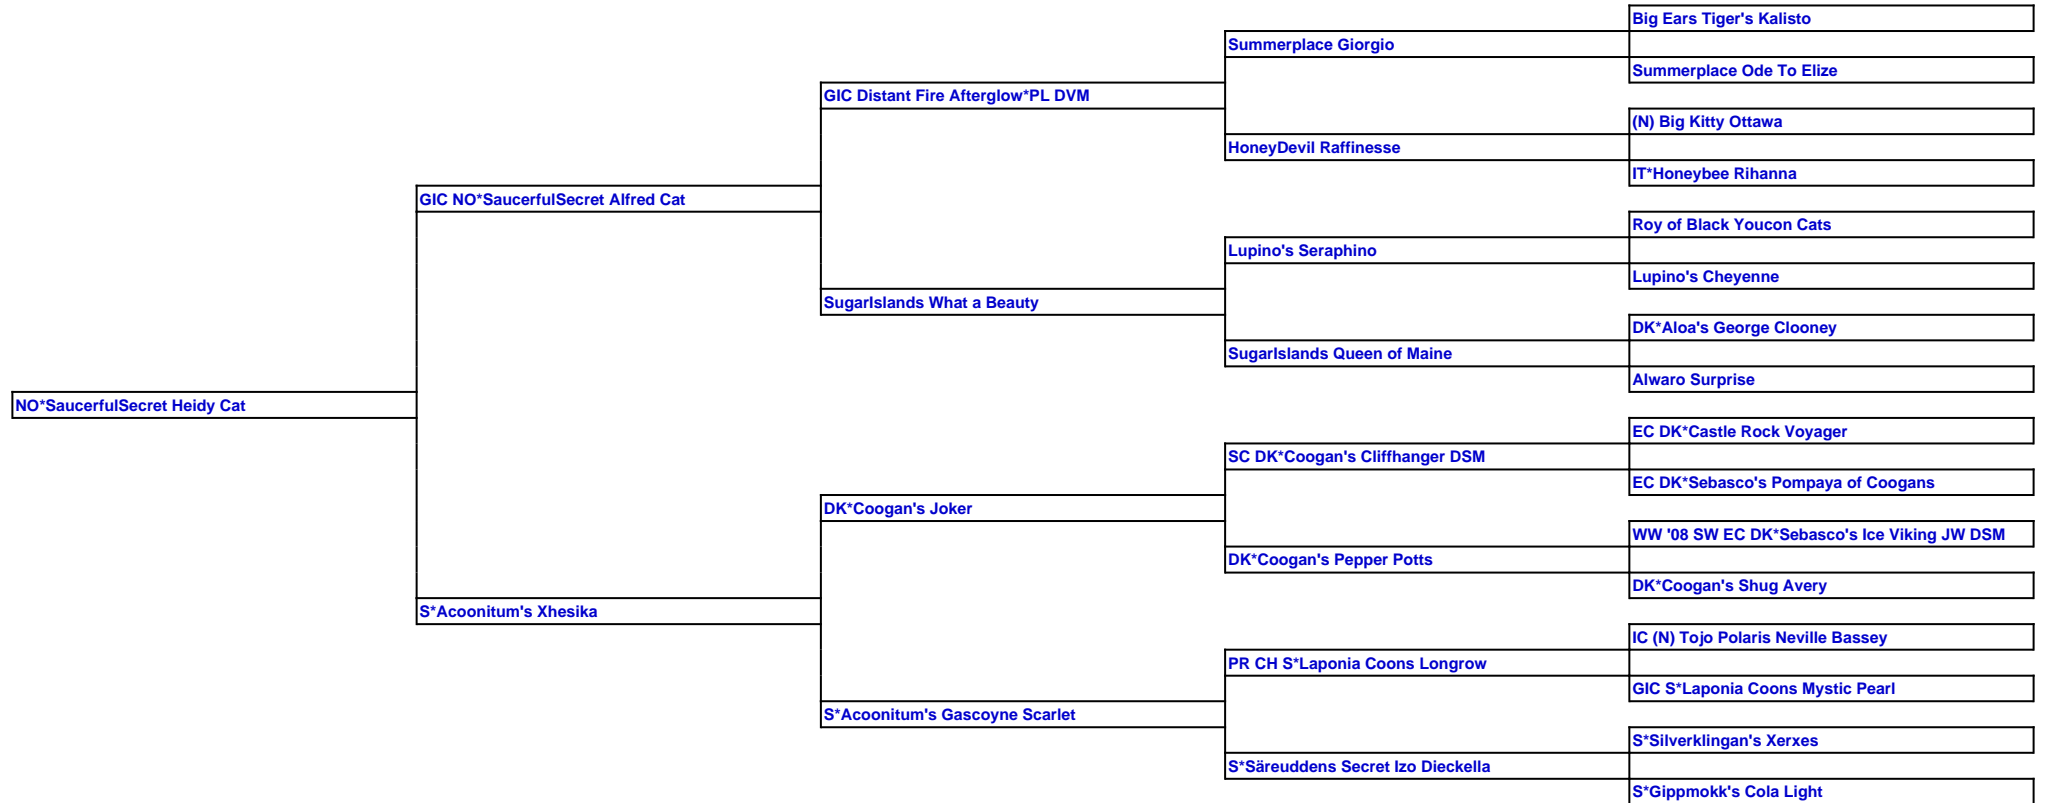 Big Ears Tiger's Kalisto
Summerplace Giorgio
Summerplace Ode To Elize
GIC Distant Fire Afterglow*PL DVM
(N) Big Kitty Ottawa
HoneyDevil Raffinesse
IT*Honeybee Rihanna
GIC NO*SaucerfulSecret Alfred Cat
Roy of Black Youcon Cats
Lupino's Seraphino
Lupino's Cheyenne
SugarIslands What a Beauty
DK*Aloa's George Clooney
SugarIslands Queen of Maine
Alwaro Surprise
NO*SaucerfulSecret Heidy Cat
EC DK*Castle Rock Voyager
SC DK*Coogan's Cliffhanger DSM
EC DK*Sebasco's Pompaya of Coogans
DK*Coogan's Joker
WW '08 SW EC DK*Sebasco's Ice Viking JW DSM
DK*Coogan's Pepper Potts
DK*Coogan's Shug Avery
S*Acoonitum's Xhesika
IC (N) Tojo Polaris Neville Bassey
PR CH S*Laponia Coons Longrow
GIC S*Laponia Coons Mystic Pearl
S*Acoonitum's Gascoyne Scarlet
S*Silverklingan's Xerxes
S*Säreuddens Secret Izo Dieckella
S*Gippmokk's Cola Light